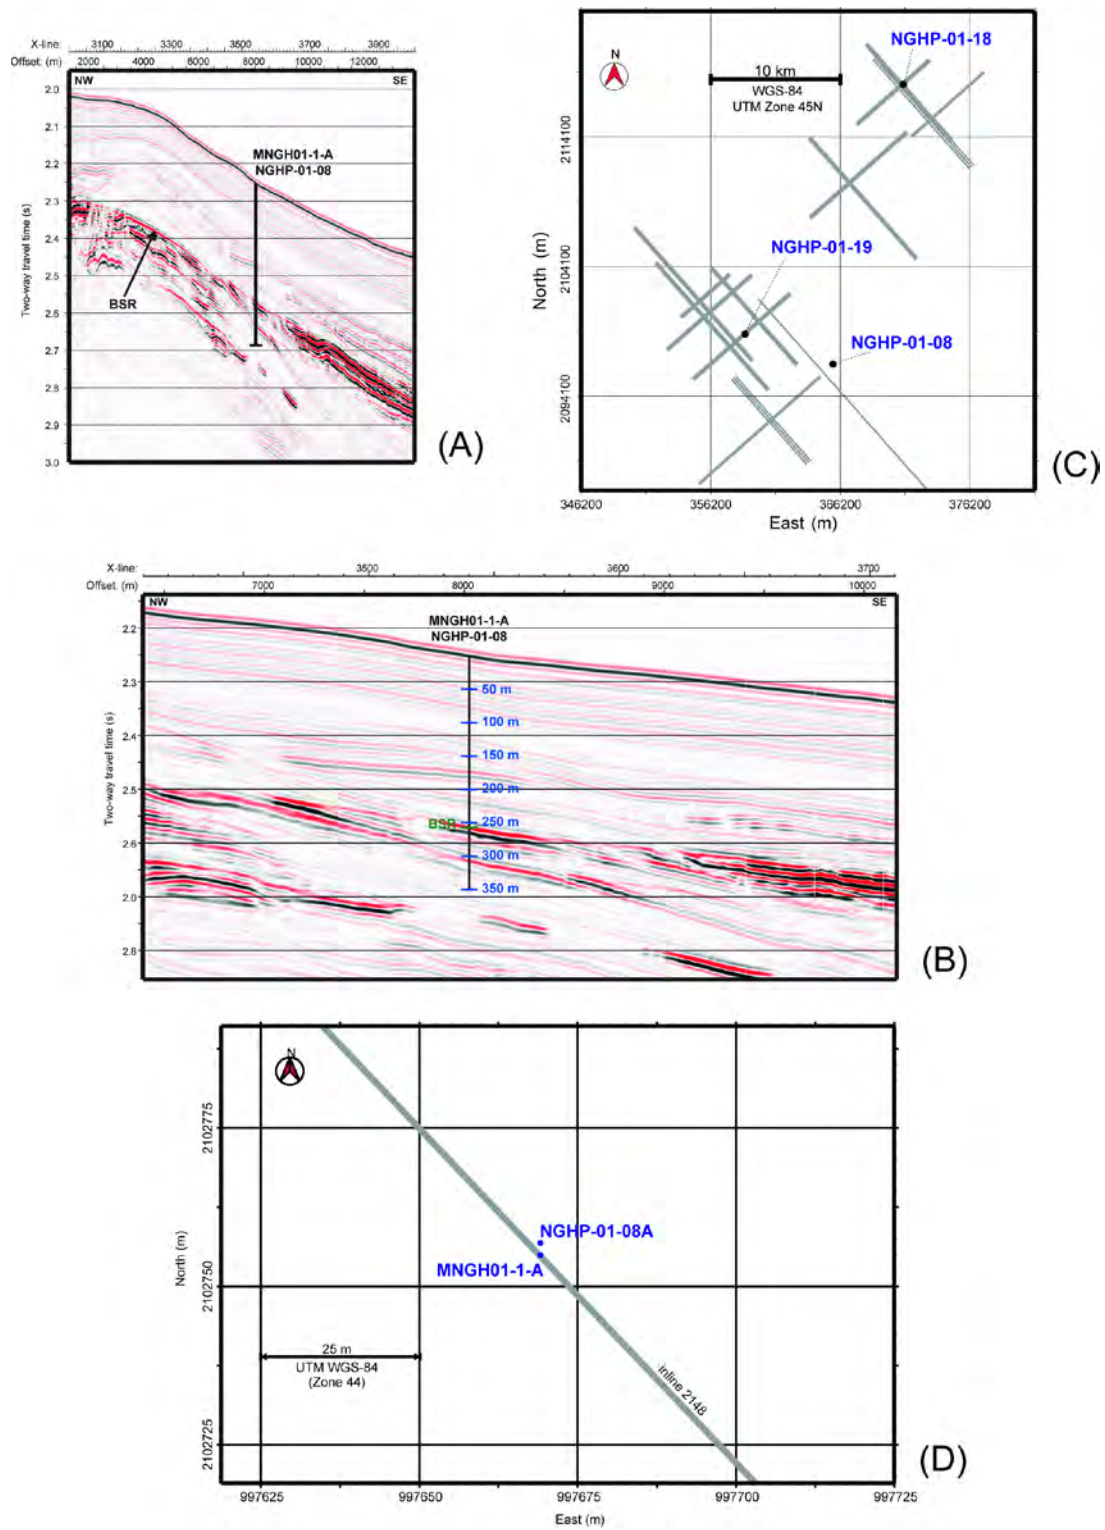 X-line: 3100 3300 3500 3700 3900
Offset: (m) 2000 4000 6000 8000 10000 12000
NW SE
2.0
2.1
2.2
2.3
2.4
2.5
2.6
2.7
2.8
2.9
3.0
Two-way travel time (s)
MNGH01-1-A
NGHP-01-08
BSR
(A)
N
10 km
WGS-84
UTM Zone 45N
NGHP-01-18
NGHP-01-19
NGHP-01-08
2114100
2104100
2094100
North (m)
346200 356200 366200 376200
East (m)
(C)
X-line: 3500 3600 3700
Offset: (m) 7000 8000 9000 10000
NW SE
MNGH01-1-A
NGHP-01-08
2.2
2.3
2.4
2.5
2.6
2.0
2.8
Two-way travel time (s)
50 m
100 m
150 m
200 m
250 m
BSR
300 m
350 m
(B)
N
2102775
2102750
2102725
North (m)
NGHP-01-08A
MNGH01-1-A
25 m
UTM WGS-84
(Zone 44)
inline 2148
997625 997650 997675 997700 997725
East (m)
(D)